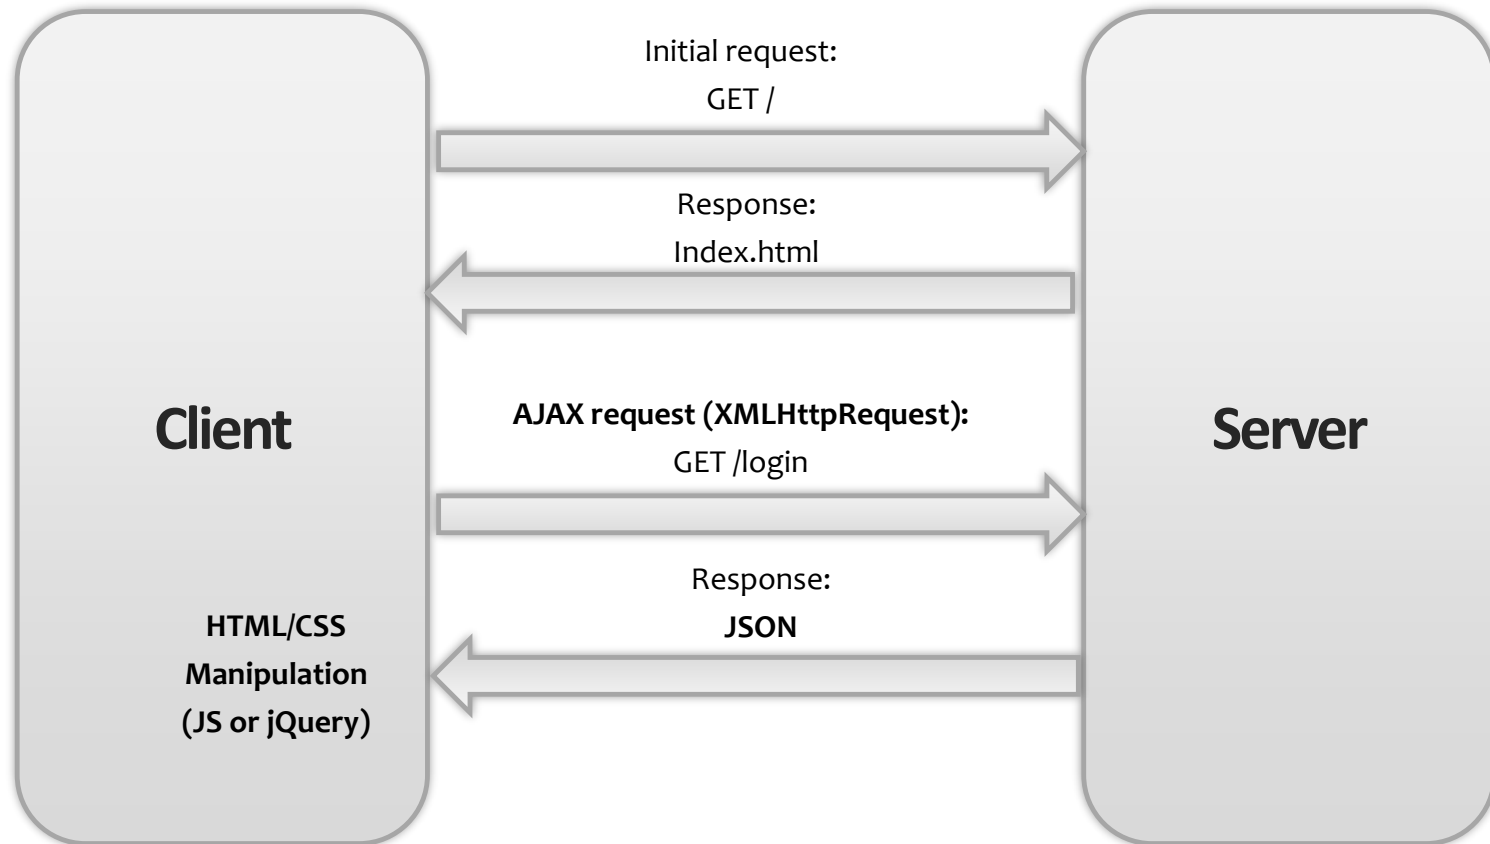 Initial request:
GET /
Response:
Index.html
Client
AJAX request (XMLHttpRequest):
GET /login
Server
Response:
JSON
HTML/CSS
Manipulation
(JS or jQuery)